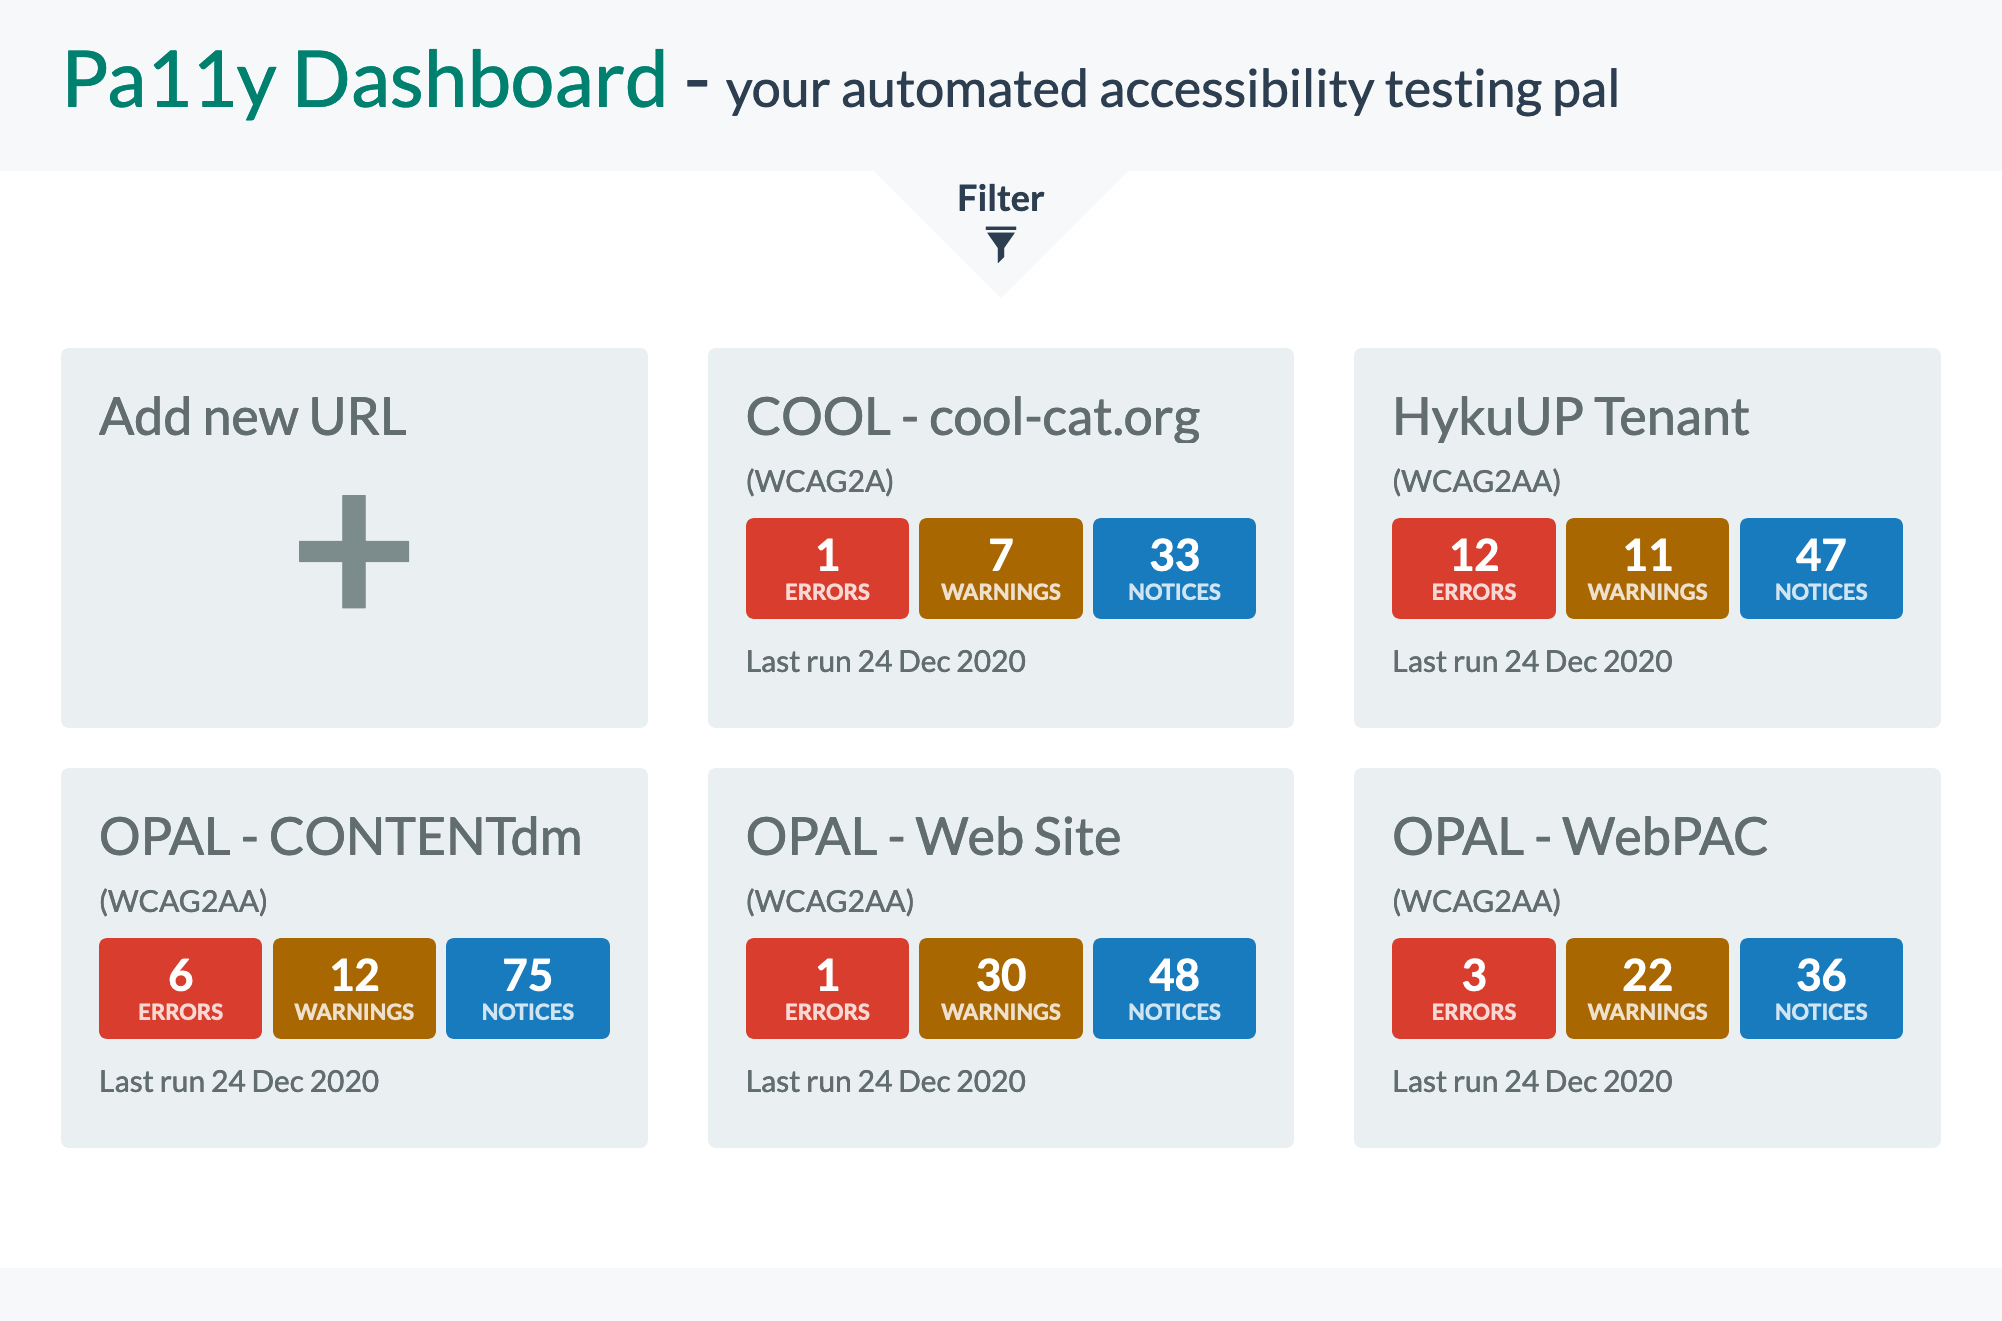 Pa11y Dashboard - your automated accessibility testing pal
Filter
Add new URL
COOL - cool-cat.org
(WCAG2A)
1 ERRORS
7 WARNINGS
33 NOTICES
Last run 24 Dec 2020
HykuUP Tenant
(WCAG2AA)
12 ERRORS
11 WARNINGS
47 NOTICES
Last run 24 Dec 2020
OPAL - CONTENTdm
(WCAG2AA)
6 ERRORS
12 WARNINGS
75 NOTICES
Last run 24 Dec 2020
OPAL - Web Site
(WCAG2AA)
1 ERRORS
30 WARNINGS
48 NOTICES
Last run 24 Dec 2020
OPAL - WebPAC
(WCAG2AA)
3 ERRORS
22 WARNINGS
36 NOTICES
Last run 24 Dec 2020